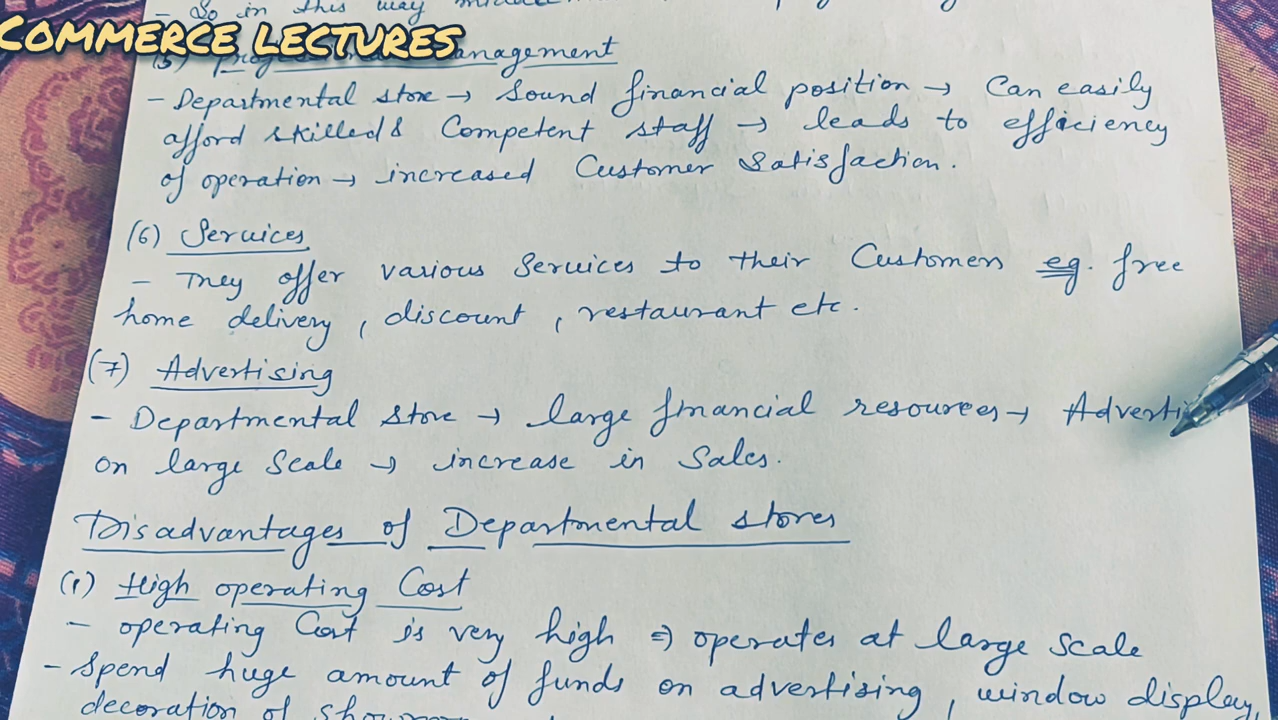 - So in this way
COMMERCE LECTURES
(5) management
- Departmental store → Sound financial position → Can easily
afford skilled & Competent staff → leads to efficiency
of operation → increased Customer Satisfaction.
(6) Services
- They offer various Services to their Customers eg. free
home delivery, discount, restaurant etc.
(7) Advertising
- Departmental store → large financial resources → Adverti
on large Scale → increase in Sales.
Disadvantages of Departmental stores
(1) High operating Cost
- operating Cost is very high ⇒ operates at large Scale
- Spend huge amount of funds on advertising, window display,
decoration of